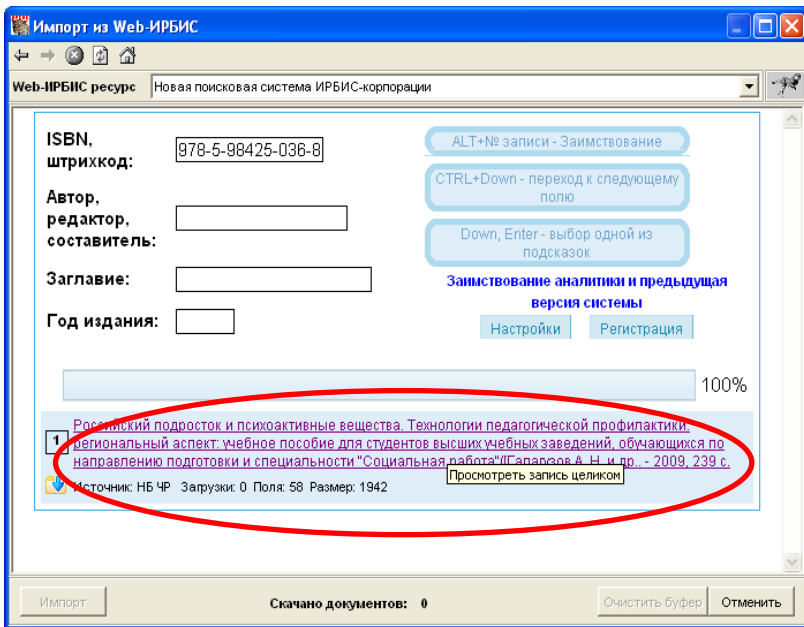 Импорт из Web-ИРБИС
Web-ИРБИС ресурс Новая поисковая система ИРБИС-корпорации
ISBN,
штрихкод:
978-5-98425-036-8
Автор,
редактор,
составитель:
Заглавие:
Год издания:
ALT+№ записи - Заимствование
CTRL+Down - переход к следующему
полю
Down, Enter - выбор одной из
подсказок
Заимствование аналитики и предыдущая
версия системы
Настройки Регистрация
100%
1
Российский подросток и психоактивные вещества. Технологии педагогической профилактики:
региональный аспект: учебное пособие для студентов высших учебных заведений, обучающихся по
направлению подготовки и специальности "Социальная работа"/ А. Н. и др.. - 2009, 239 с.
Просмотреть запись целиком
Источник: НБ ЧР Загрузки: 0 Поля: 58 Размер: 1942
Импорт Скачано документов: 0 Очистить буфер Отменить